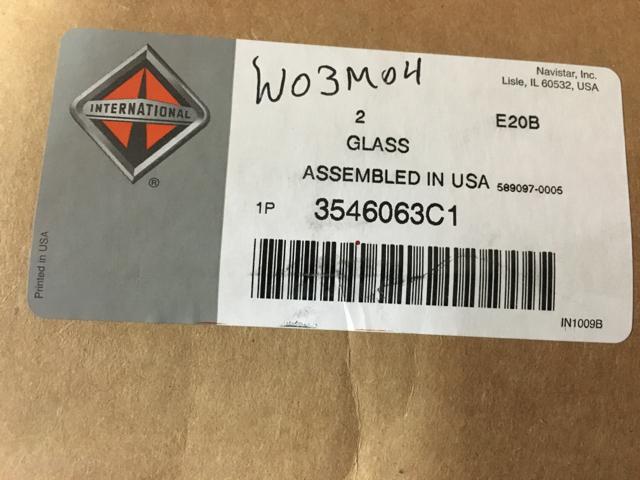 INTERNATIONAL
®
Printed in USA
W03M04
Navistar, Inc.
Lisle, IL 60532, USA
2
E20B
GLASS
ASSEMBLED IN USA 589097-0005
1P 3546063C1
IN1009B